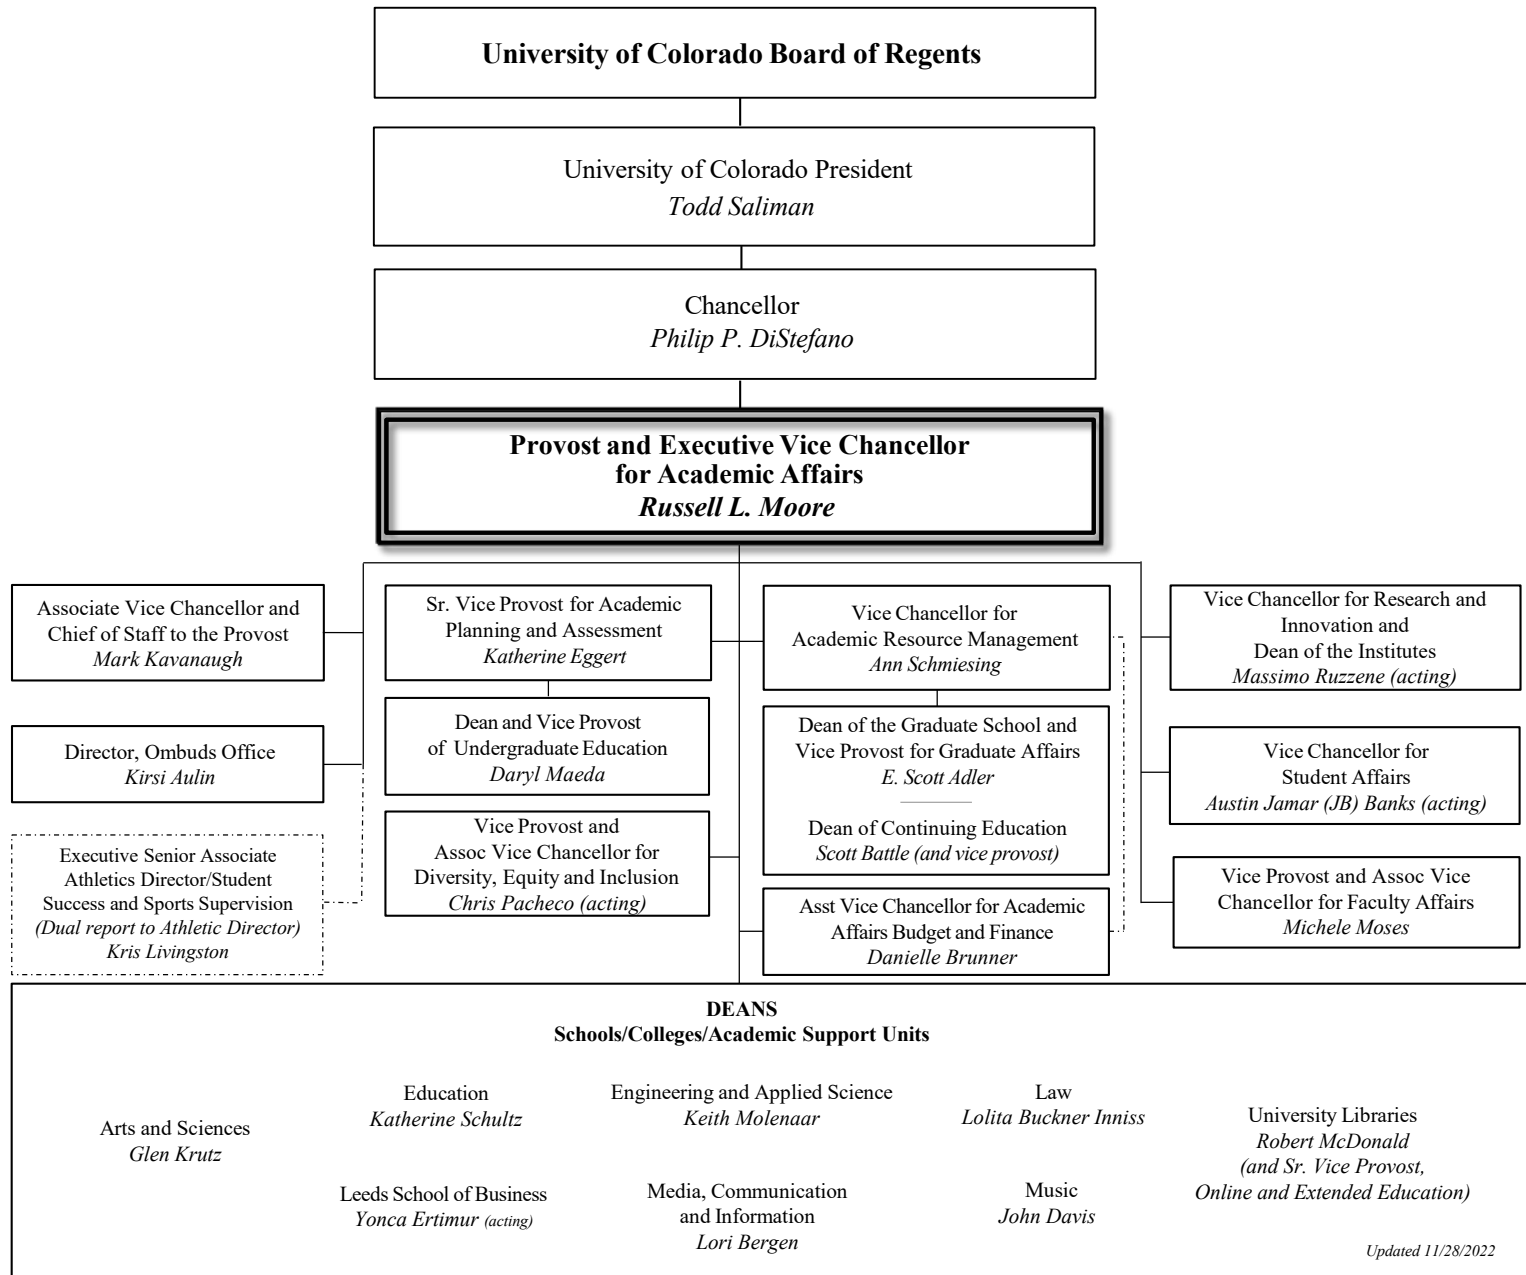 University of Colorado Board of Regents
University of Colorado President
Todd Saliman
Chancellor
Philip P. DiStefano
Provost and Executive Vice Chancellor
for Academic Affairs
Russell L. Moore
Associate Vice Chancellor and
Chief of Staff to the Provost
Mark Kavanaugh
Director, Ombuds Office
Kirsi Aulin
Executive Senior Associate
Athletics Director/Student
Success and Sports Supervision
(Dual report to Athletic Director)
Kris Livingston
Sr. Vice Provost for Academic
Planning and Assessment
Katherine Eggert
Dean and Vice Provost
of Undergraduate Education
Daryl Maeda
Vice Provost and
Assoc Vice Chancellor for
Diversity, Equity and Inclusion
Chris Pacheco (acting)
Vice Chancellor for
Academic Resource Management
Ann Schmiesing
Dean of the Graduate School and
Vice Provost for Graduate Affairs
E. Scott Adler
Dean of Continuing Education
Scott Battle (and vice provost)
Asst Vice Chancellor for Academic
Affairs Budget and Finance
Danielle Brunner
Vice Chancellor for Research and
Innovation and
Dean of the Institutes
Massimo Ruzzene (acting)
Vice Chancellor for
Student Affairs
Austin Jamar (JB) Banks (acting)
Vice Provost and Assoc Vice
Chancellor for Faculty Affairs
Michele Moses
DEANS
Schools/Colleges/Academic Support Units
Arts and Sciences
Glen Krutz
Education
Katherine Schultz
Leeds School of Business
Yonca Ertimur (acting)
Engineering and Applied Science
Keith Molenaar
Media, Communication
and Information
Lori Bergen
Law
Lolita Buckner Inniss
Music
John Davis
University Libraries
Robert McDonald
(and Sr. Vice Provost,
Online and Extended Education)
Updated 11/28/2022